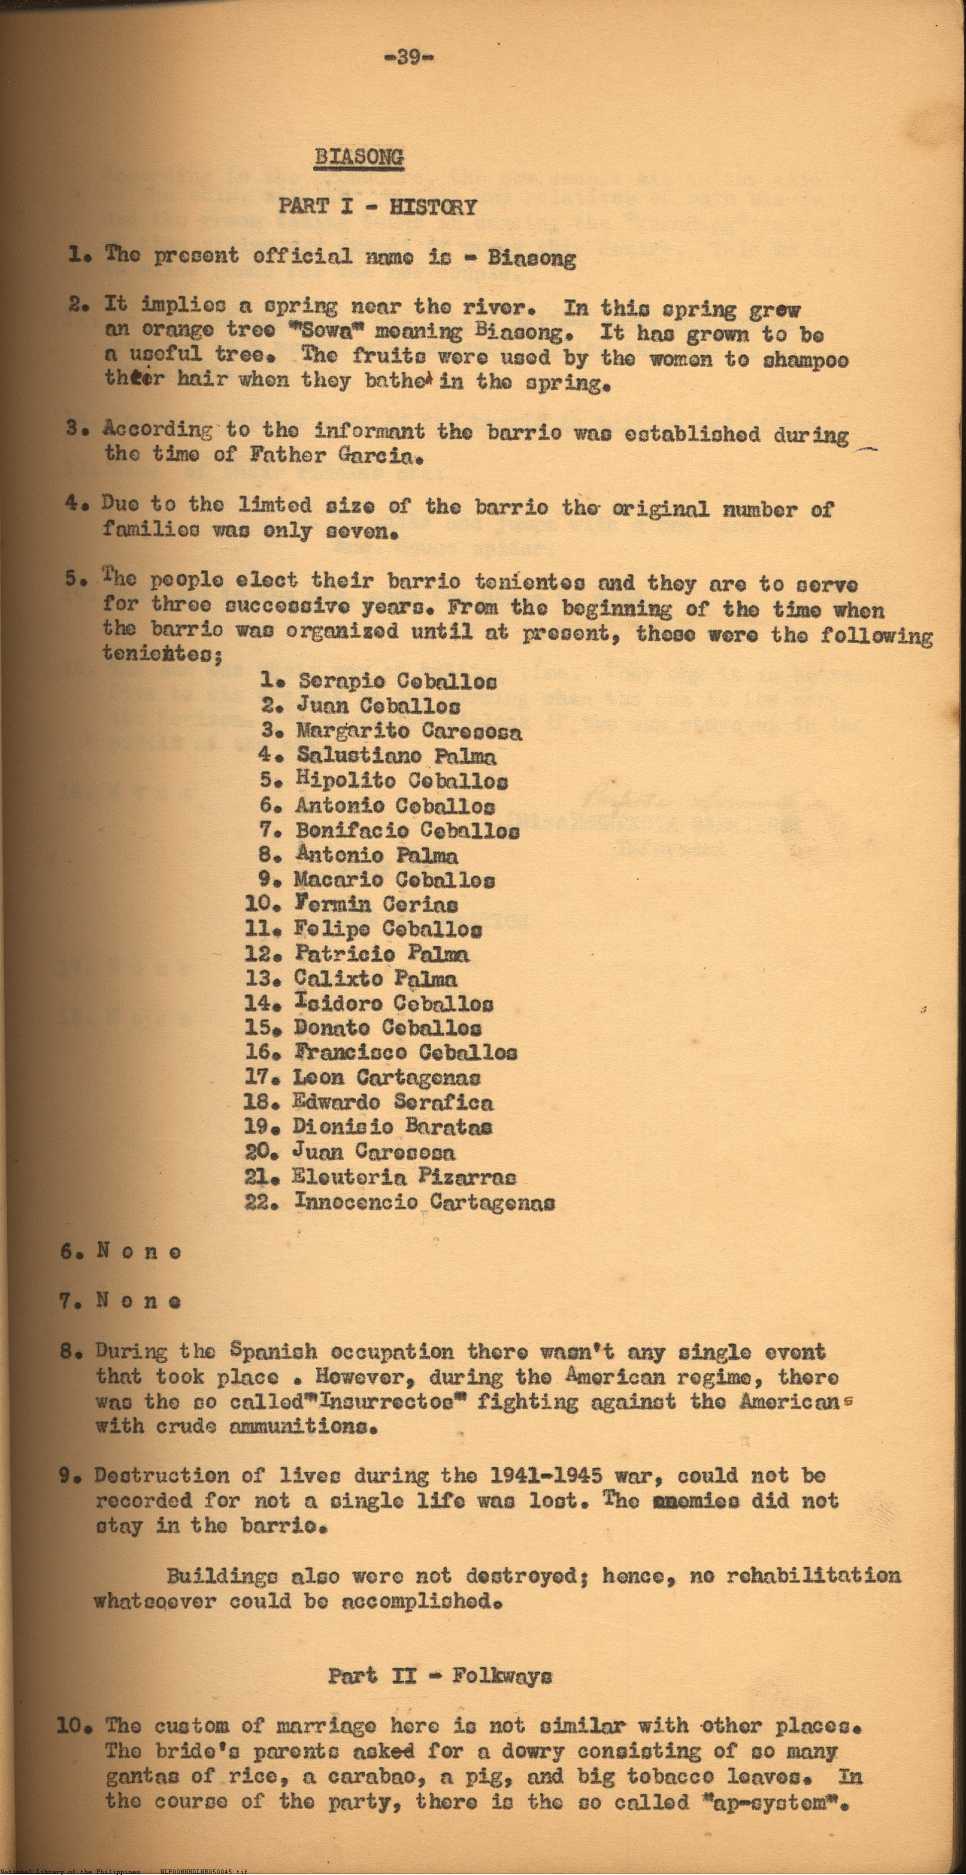 -39-
BIASONG
PART I - HISTORY
1. The present official name is - Biasong
2. It implies a spring near the river. In this spring grew
an orange tree "Sowa" meaning Biasong. It has grown to be
a useful tree. The fruits were used by the women to shampoo
their hair when they bathe in the spring.
3. According to the informant the barrio was established during
the time of Father Garcia.
4. Due to the limted size of the barrio the original number of
families was only seven.
5. The people elect their barrio tenientes and they are to serve
for three successive years. From the beginning of the time when
the barrio was organized until at present, these were the following
tenientes;
1. Serapio Ceballos
2. Juan Ceballos
3. Margarito Caresosa
4. Salustiano Palma
5. Hipolito Ceballos
6. Antonio Ceballos
7. Bonifacio Ceballos
8. Antonio Palma
9. Macario Ceballos
10. Fermin Cerias
11. Felipe Ceballos
12. Patricio Palma
13. Calixto Palma
14. Isidoro Ceballos
15. Donato Ceballos
16. Francisco Ceballos
17. Leon Cartagenas
18. Edwardo Serafica
19. Dionisio Baratas
20. Juan Caresosa
21. Eleuteria Pizarras
22. Innocencio Cartagenas
6. N o n e
7. N o n e
8. During the Spanish occupation there wasn't any single event
that took place . However, during the American regime, there
was the so called"Insurrectos" fighting against the Americans
with crude ammunitions.
9. Destruction of lives during the 1941-1945 war, could not be
recorded for not a single life was lost. The enemies did not
stay in the barrio.
Buildings also were not destroyed; hence, no rehabilitation
whatsoever could be accomplished.
Part II - Folkways
10. The custom of marriage here is not similar with other places.
The bride's parents asked for a dowry consisting of so many
gantas of rice, a carabao, a pig, and big tobacco leaves. In
the course of the party, there is the so called "ap-system".
National Library of the Philippines